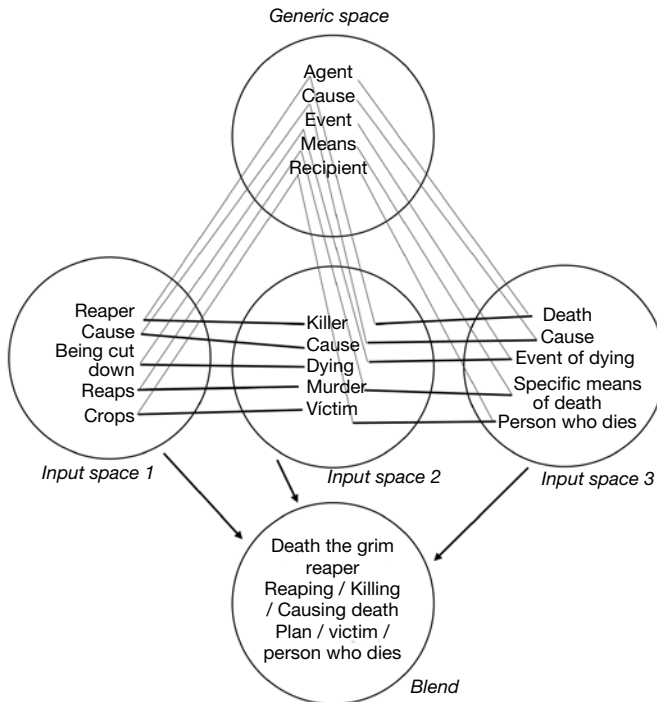 Generic space
Agent
Cause
Event
Means
Recipient
Reaper
Cause
Being cut
down
Reaps
Crops
Input space 1
Killer
Cause
Dying
Murder
Víctim
Input space 2
Death
Cause
Event of dying
Specific means
of death
Person who dies
Input space 3
Death the grim
reaper
Reaping / Killing
/ Causing death
Plan / victim /
person who dies
Blend